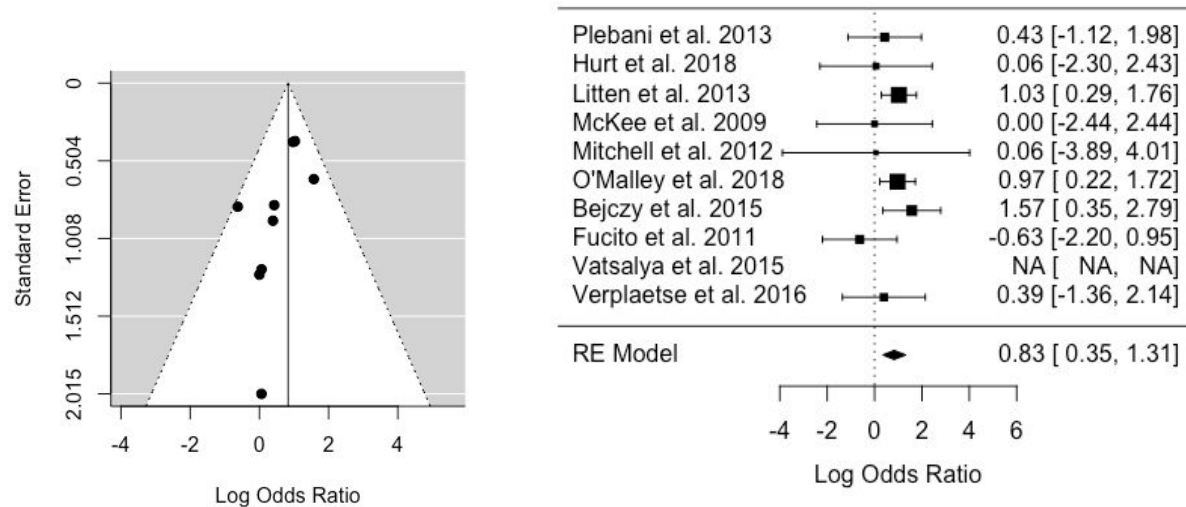 0
0.504
1.008
1.512
2.015
Standard Error
-4 -2 0 2 4
Log Odds Ratio
Plebani et al. 2013 0.43 [-1.12, 1.98]
Hurt et al. 2018 0.06 [-2.30, 2.43]
Litten et al. 2013 1.03 [ 0.29, 1.76]
McKee et al. 2009 0.00 [-2.44, 2.44]
Mitchell et al. 2012 0.06 [-3.89, 4.01]
O'Malley et al. 2018 0.97 [ 0.22, 1.72]
Bejczy et al. 2015 1.57 [ 0.35, 2.79]
Fucito et al. 2011 -0.63 [-2.20, 0.95]
Vatsalya et al. 2015 NA [ NA, NA]
Verplaetse et al. 2016 0.39 [-1.36, 2.14]
RE Model 0.83 [ 0.35, 1.31]
-4 -2 0 2 4 6
Log Odds Ratio